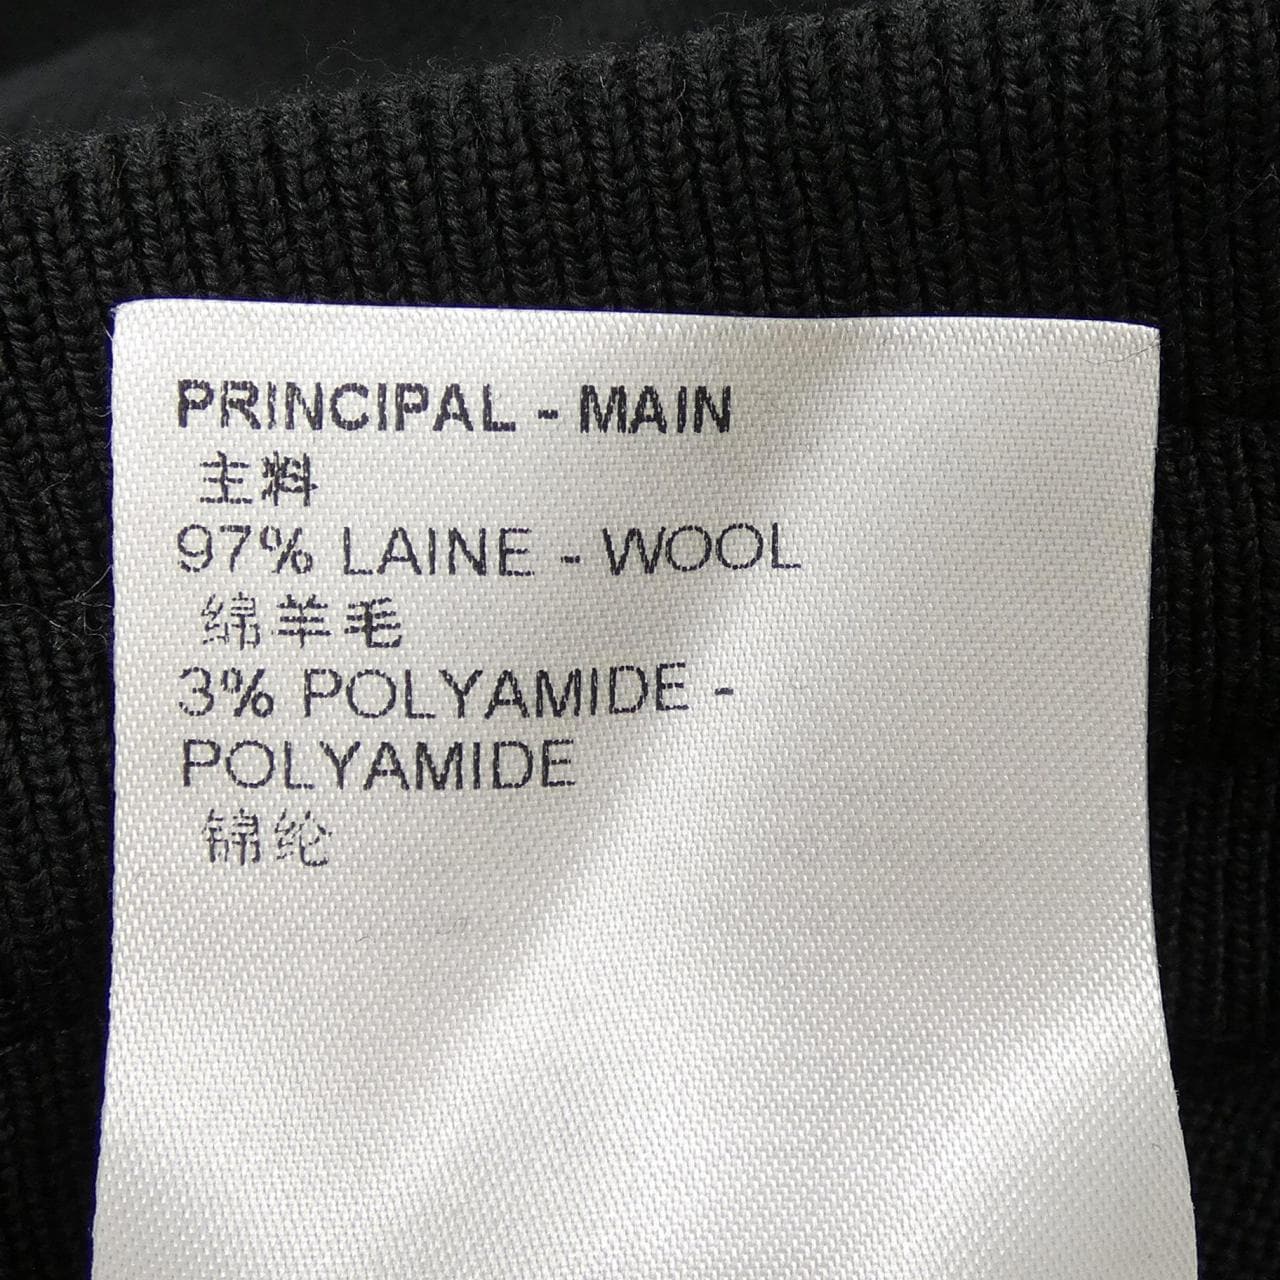 PRINCIPAL - MAIN
主料
97% LAINE - WOOL
绵羊毛
3% POLYAMIDE -
POLYAMIDE
锦纶